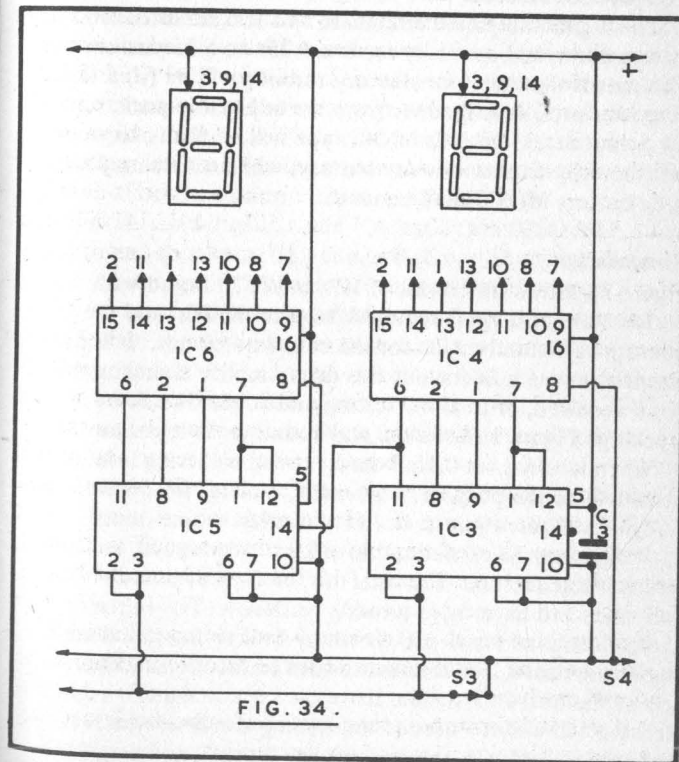 3, 9, 14 3, 9, 14
+
2 11 1 13 10 8 7 2 11 1 13 10 8 7
15 14 13 12 11 10 9 15 14 13 12 10 9
16 16
IC 6 IC 4
6 2 1 7 8 6 2 1 7 8
5 5 C
11 8 9 1 12 11 8 9 1
IC 5 14 IC 3 14 3
2 3 6 7 10 2 3 6 7 10
S3 S4
FIG. 34